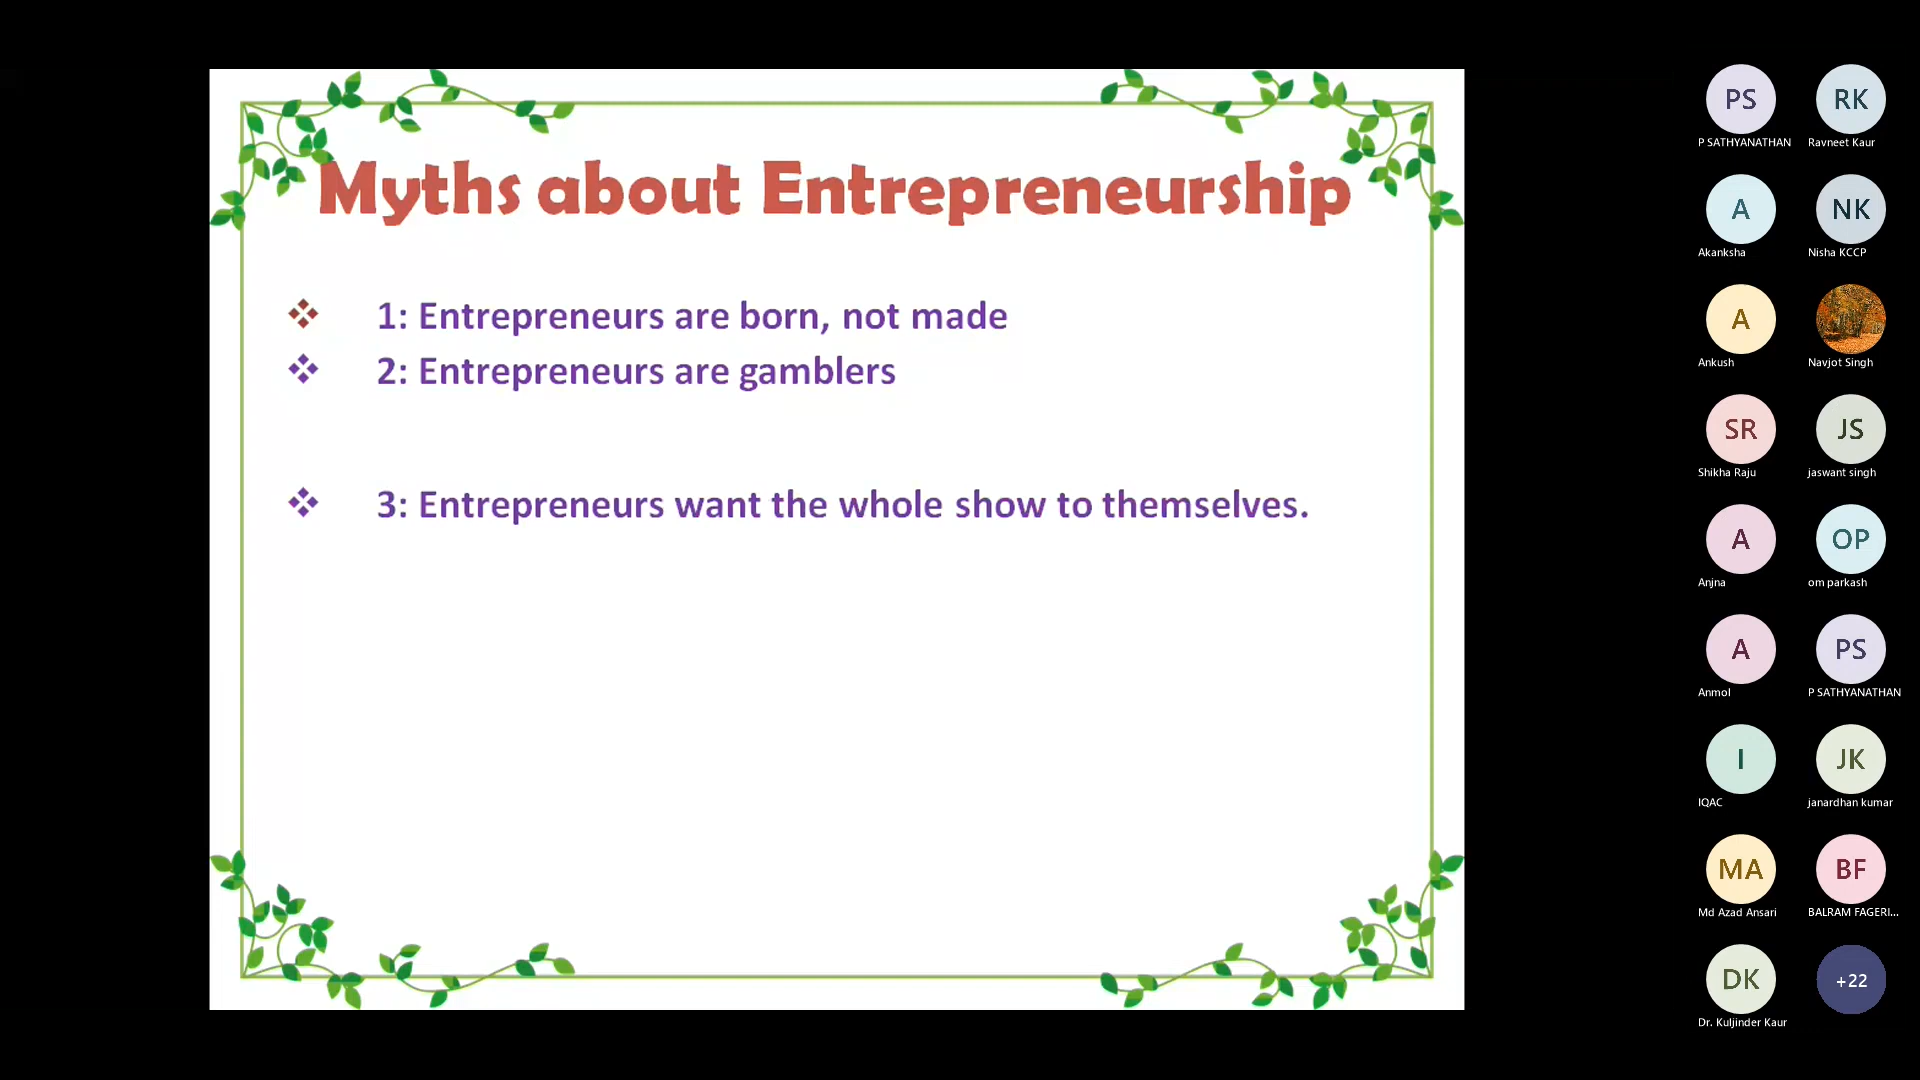 Myths about Entrepreneurship
1: Entrepreneurs are born, not made
2: Entrepreneurs are gamblers
3: Entrepreneurs want the whole show to themselves.
PS
P SATHYANATHAN
RK
Ravneet Kaur
A
Akanksha
NK
Nisha KCCP
A
Ankush
Navjot Singh
SR
Shikha Raju
JS
jaswant singh
A
Anjna
OP
om parkash
A
Anmol
PS
P SATHYANATHAN
I
IQAC
JK
janardhan kumar
MA
Md Azad Ansari
BF
BALRAM FAGERI...
DK
Dr. Kuljinder Kaur
+22